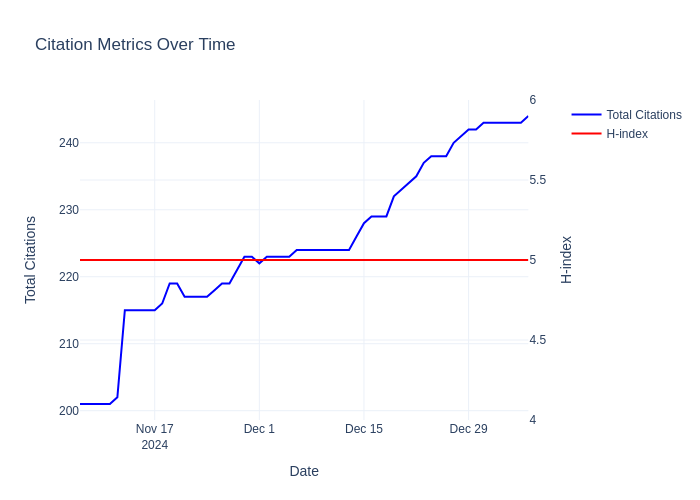 Citation Metrics Over Time
Total Citations
H-index
240
230
220
210
200
6
5.5
5
4.5
4
Nov 17
2024
Dec 1
Dec 15
Dec 29
Date
Total Citations
H-index